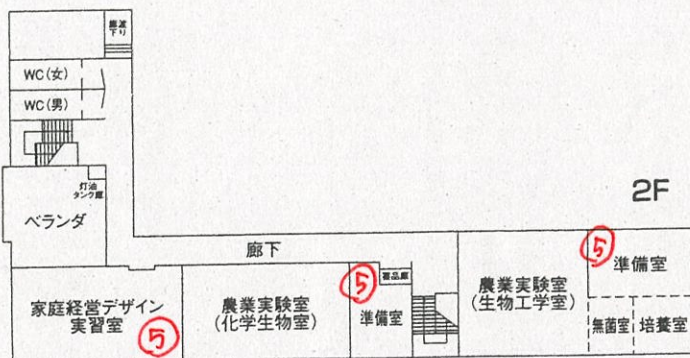 渡り
廊下
WC(女)
WC(男)
灯油
タンク庫
ベランダ
2F
廊下
家庭経営デザイン
実習室
⑤
農業実験室
(化学生物室)
⑤
薬品庫
準備室
農業実験室
(生物工学室)
⑤
準備室
無菌室
培養室